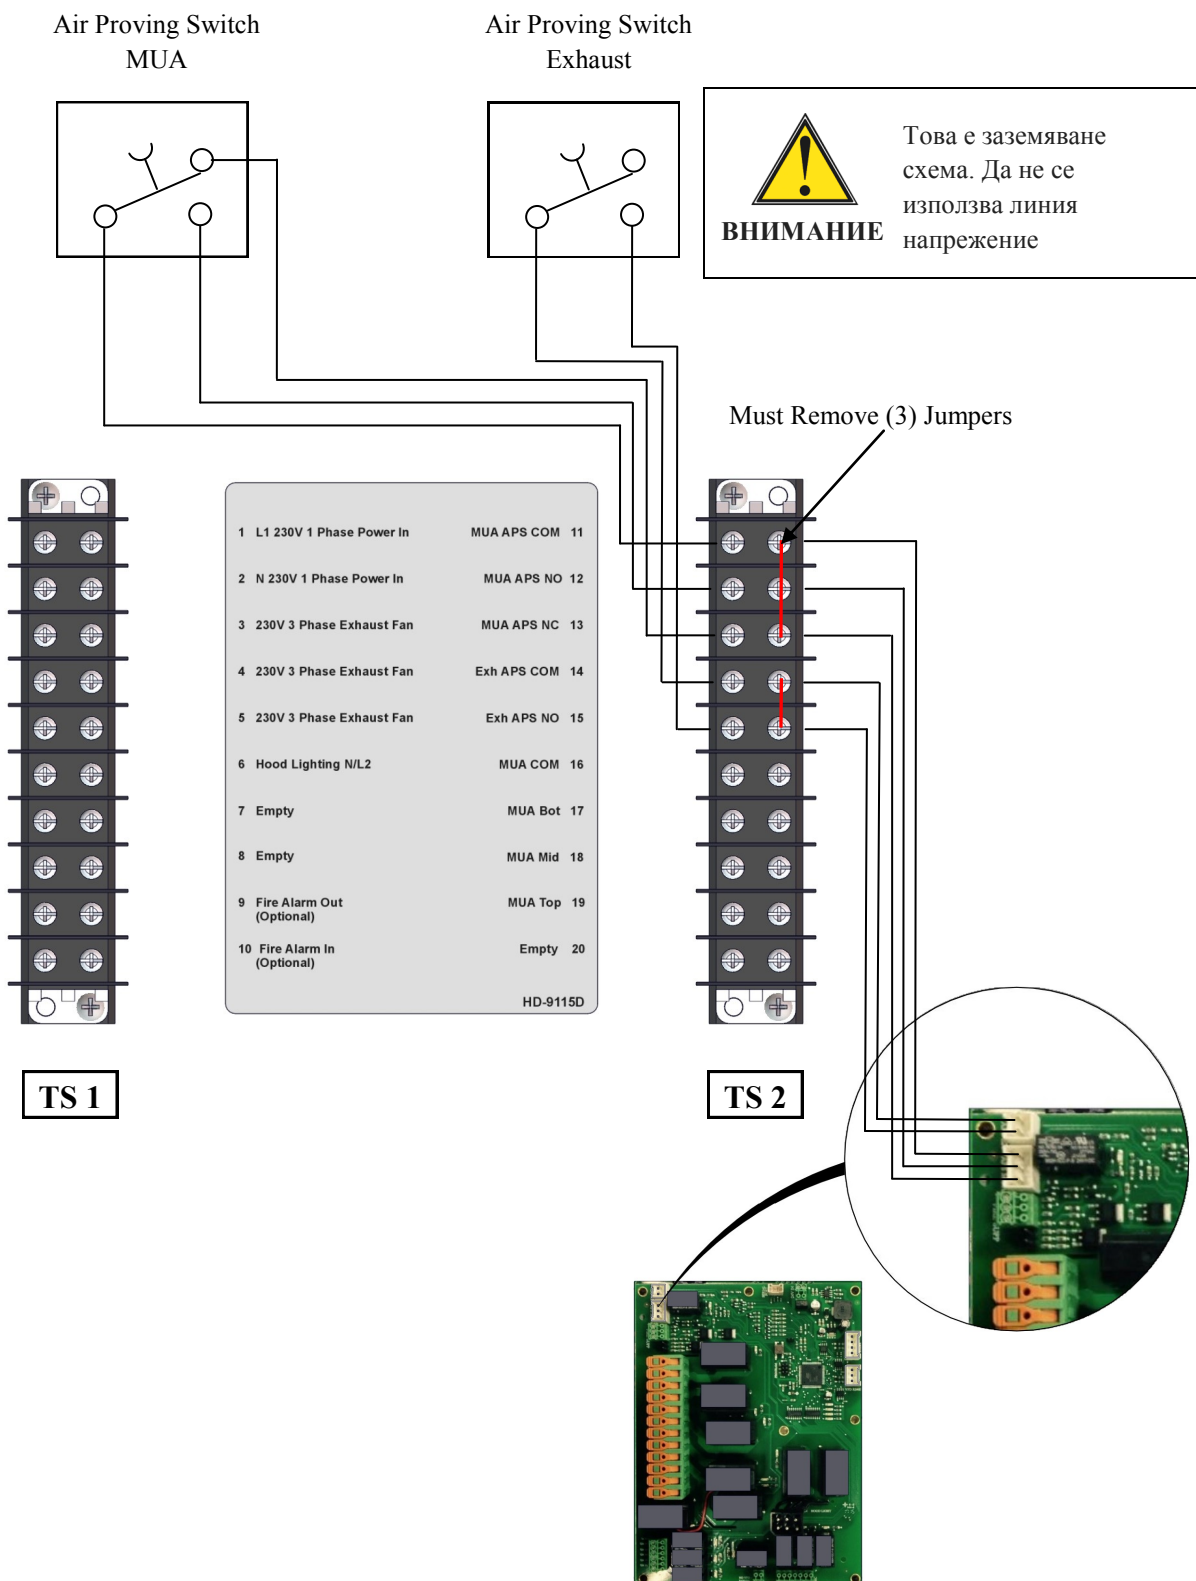 Air Proving Switch
MUA
Air Proving Switch
Exhaust
Това е заземяване
схема. Да не се
използва линия
напрежение
ВНИМАНИЕ
Must Remove (3) Jumpers
1 L1 230V 1 Phase Power In
MUA APS COM 11
2 N 230V 1 Phase Power In
MUA APS NO 12
3 230V 3 Phase Exhaust Fan
MUA APS NC 13
4 230V 3 Phase Exhaust Fan
Exh APS COM 14
5 230V 3 Phase Exhaust Fan
Exh APS NO 15
6 Hood Lighting N/L2
MUA COM 16
7 Empty
MUA Bot 17
8 Empty
MUA Mid 18
9 Fire Alarm Out
(Optional)
MUA Top 19
10 Fire Alarm In
(Optional)
Empty 20
HD-9115D
TS 1
TS 2